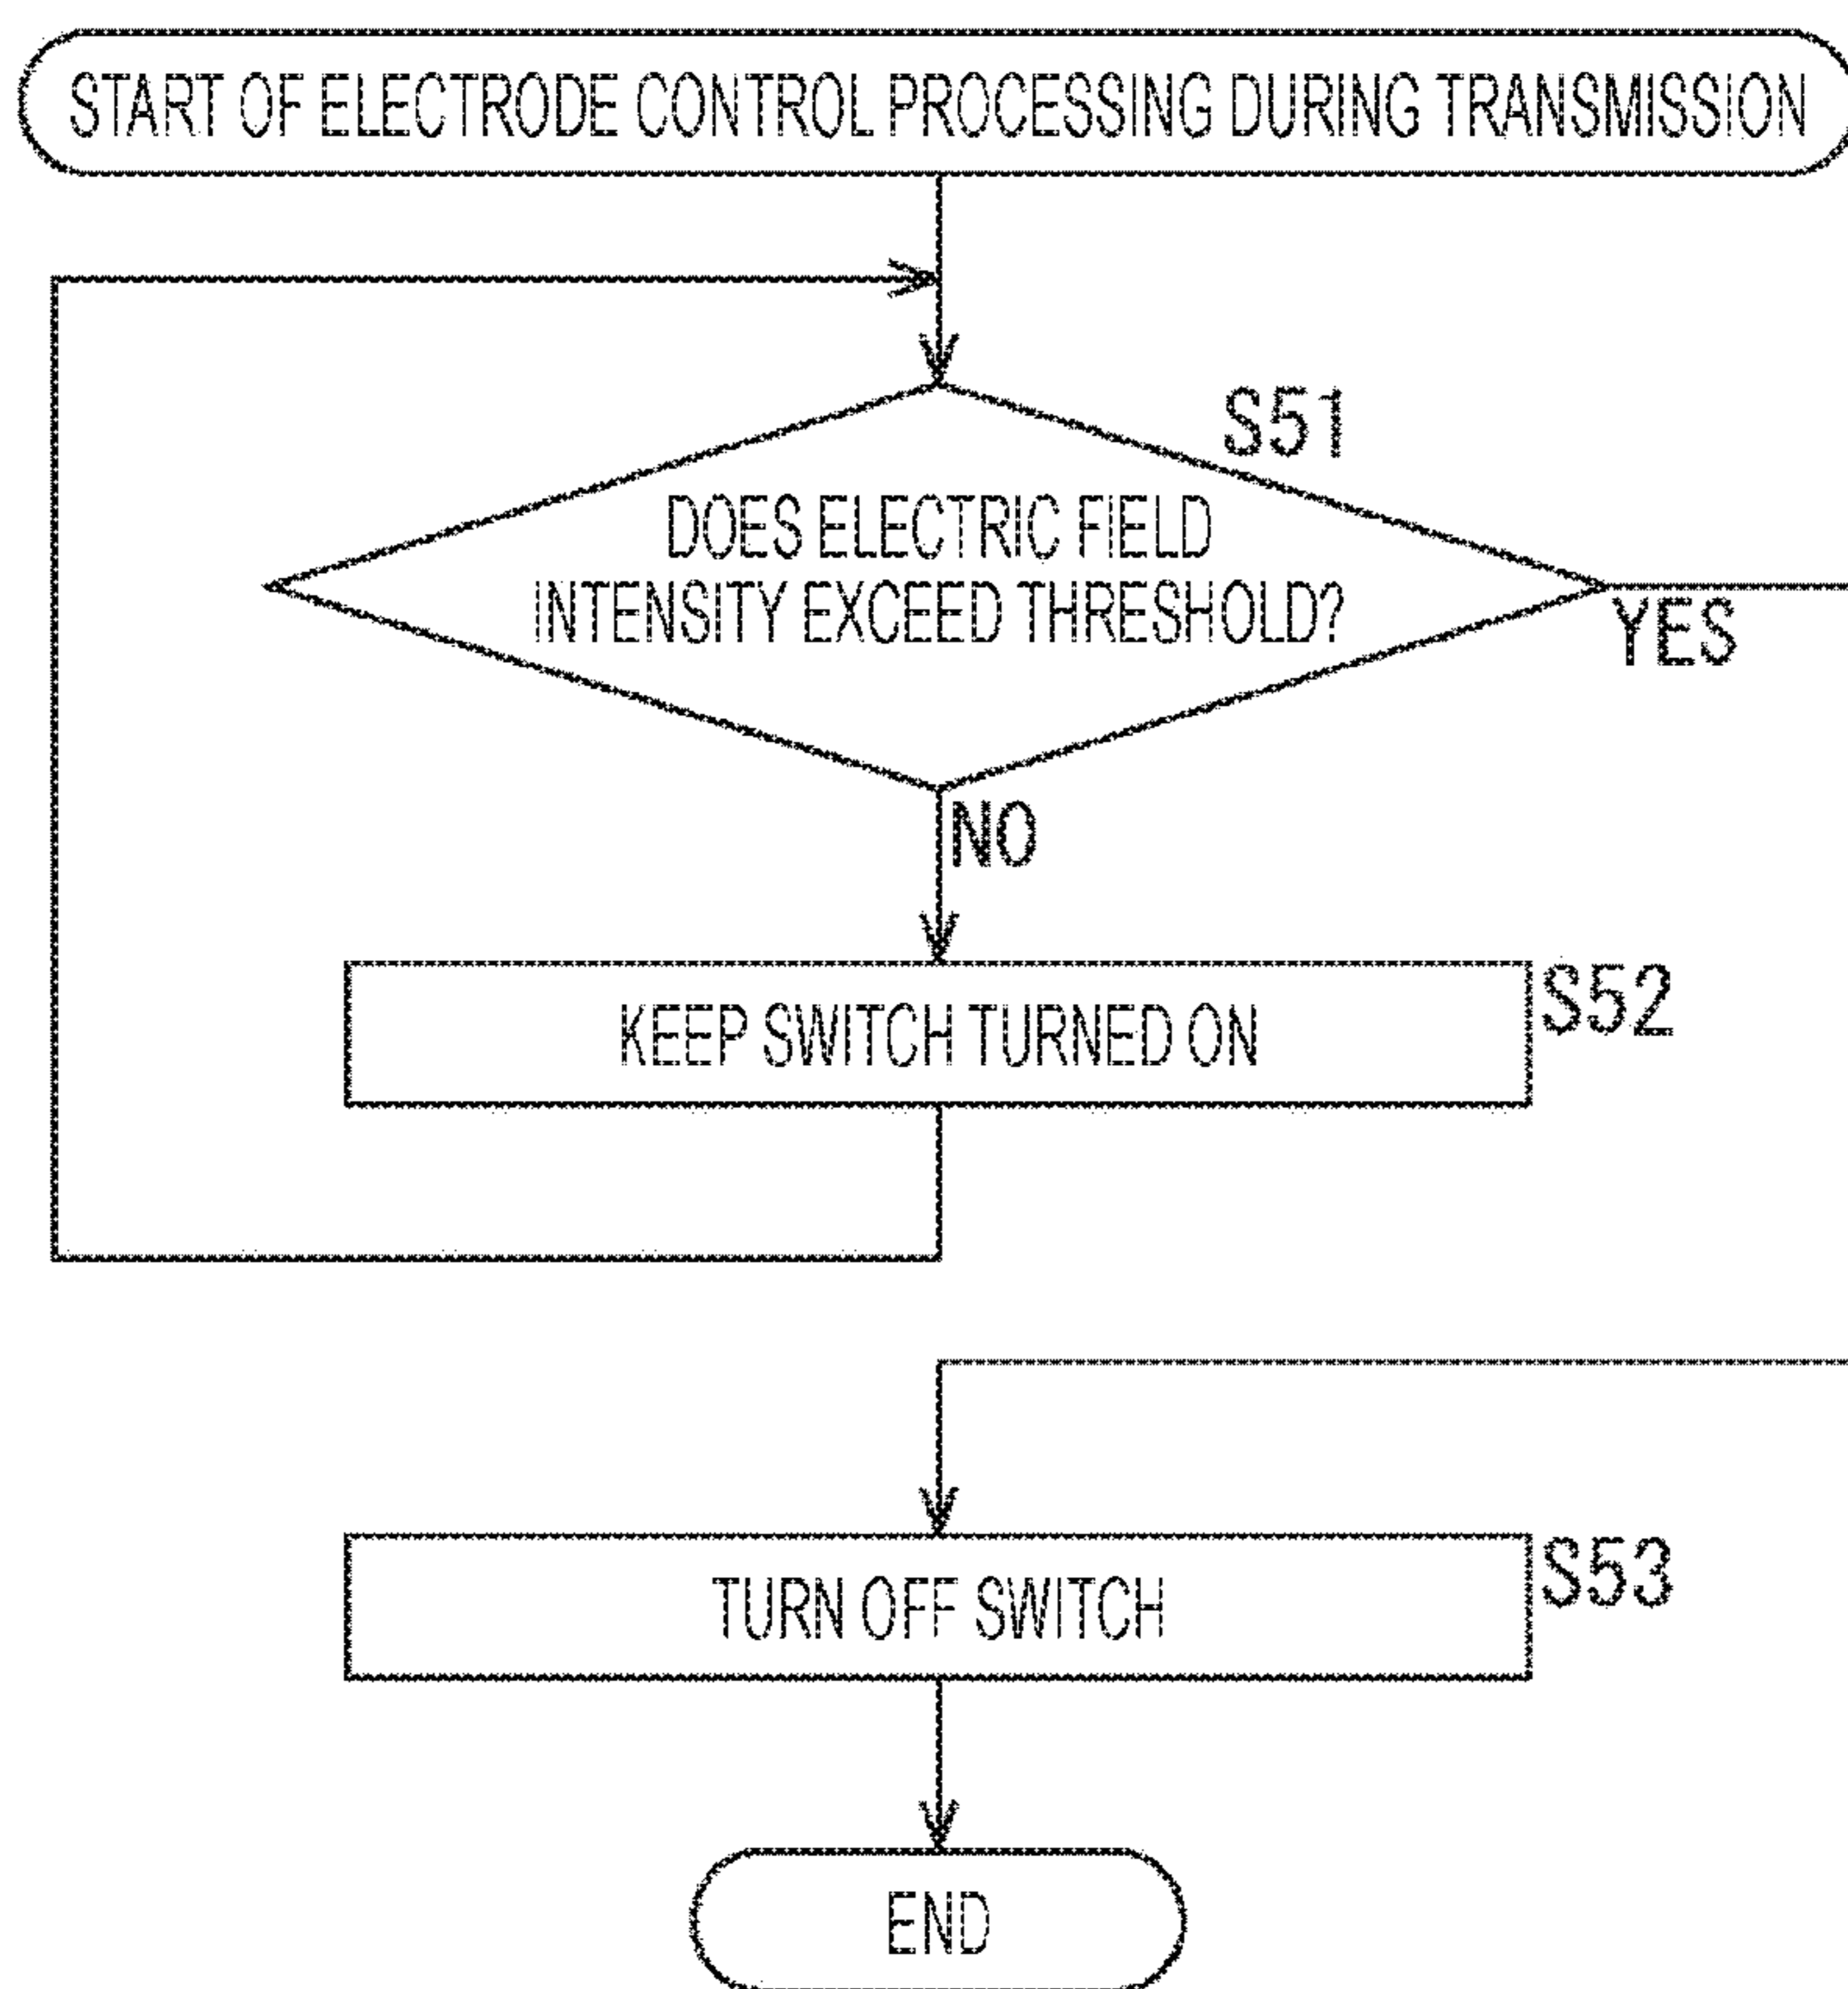 START OF ELECTRODE CONTROL PROCESSING DURING TRANSMISSION
S51
DOES ELECTRIC FIELD
INTENSITY EXCEED THRESHOLD?
YES
NO
KEEP SWITCH TURNED ON
S52
TURN OFF SWITCH
S53
END